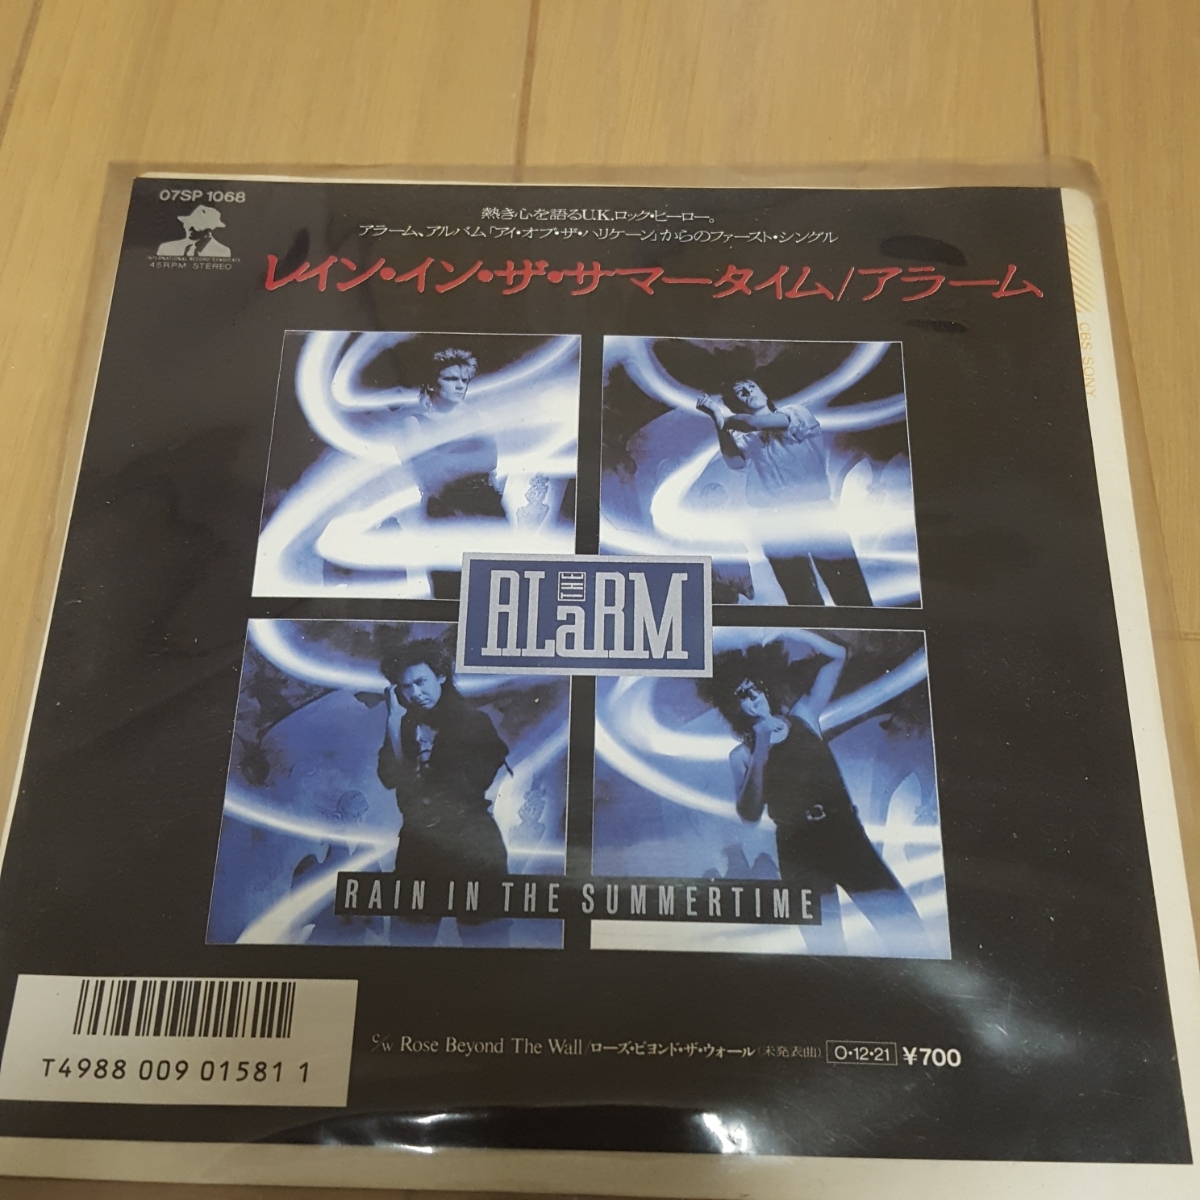 07SP 1068
INTERNATIONAL RECORD SYNDICATE
45RPM STEREO
熱き心を語るU.K.ロック・ヒーロー。
アラーム、アルバム「アイ・オブ・ザ・ハリケーン」からのファースト・シングル
レイン・イン・ザ・サマータイム/アラーム
CBS SONY
THE
ALaRM
RAIN IN THE SUMMERTIME
T4988 009 01581 1
c/w Rose Beyond The Wall/ローズ・ビヨンド・ザ・ウォール(未発表曲) O・12・21 ¥700